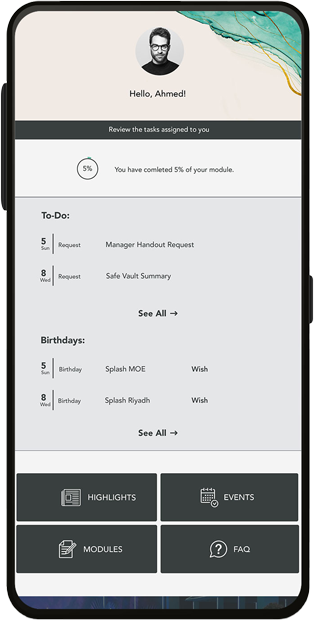 Hello, Ahmed!
Review the tasks assigned to you
5%
You have comleted 5% of your module.
To-Do:
5 Sun Request Manager Handout Request
8 Wed Request Safe Vault Summary
See All →
Birthdays:
5 Sun Birthday Splash MOE Wish
8 Wed Birthday Splash Riyadh Wish
See All →
HIGHLIGHTS EVENTS
MODULES FAQ